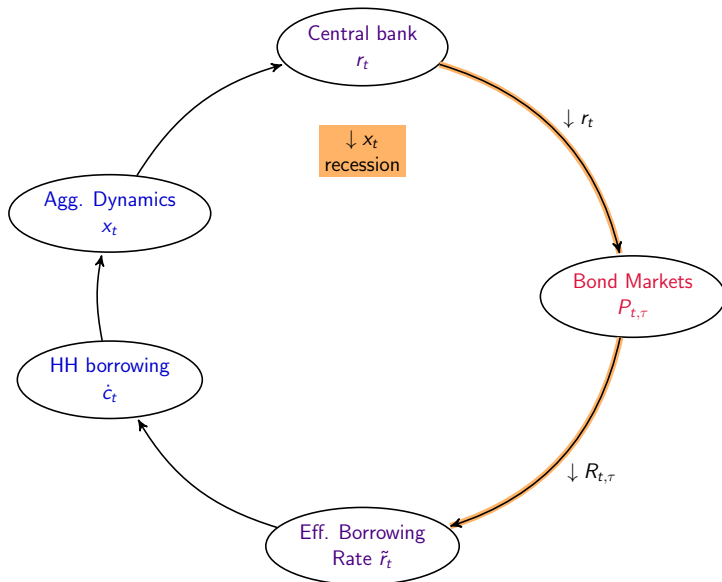 Central bank
r_t
↓ r_t
↓ x_t
recession
Agg. Dynamics
x_t
Bond Markets
P_{t,τ}
HH borrowing
ċ_t
↓ R_{t,τ}
Eff. Borrowing
Rate r̃_t